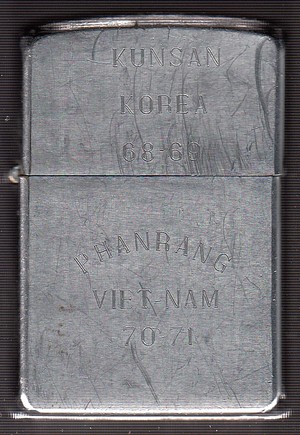 KUNSAN
KOREA
68-69
PHANRANG
VIET-NAM
70-71